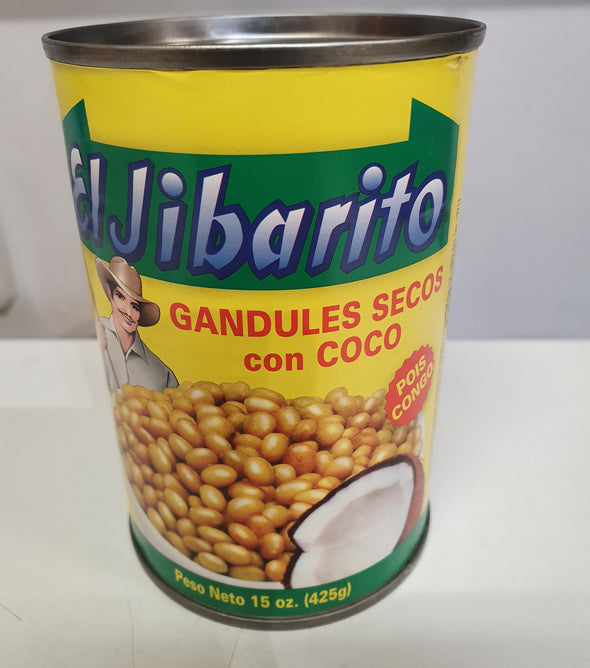 El Jibarito
GANDULES SECOS
con COCO
POIS
CONGO
Peso Neto 15 oz. (425g)